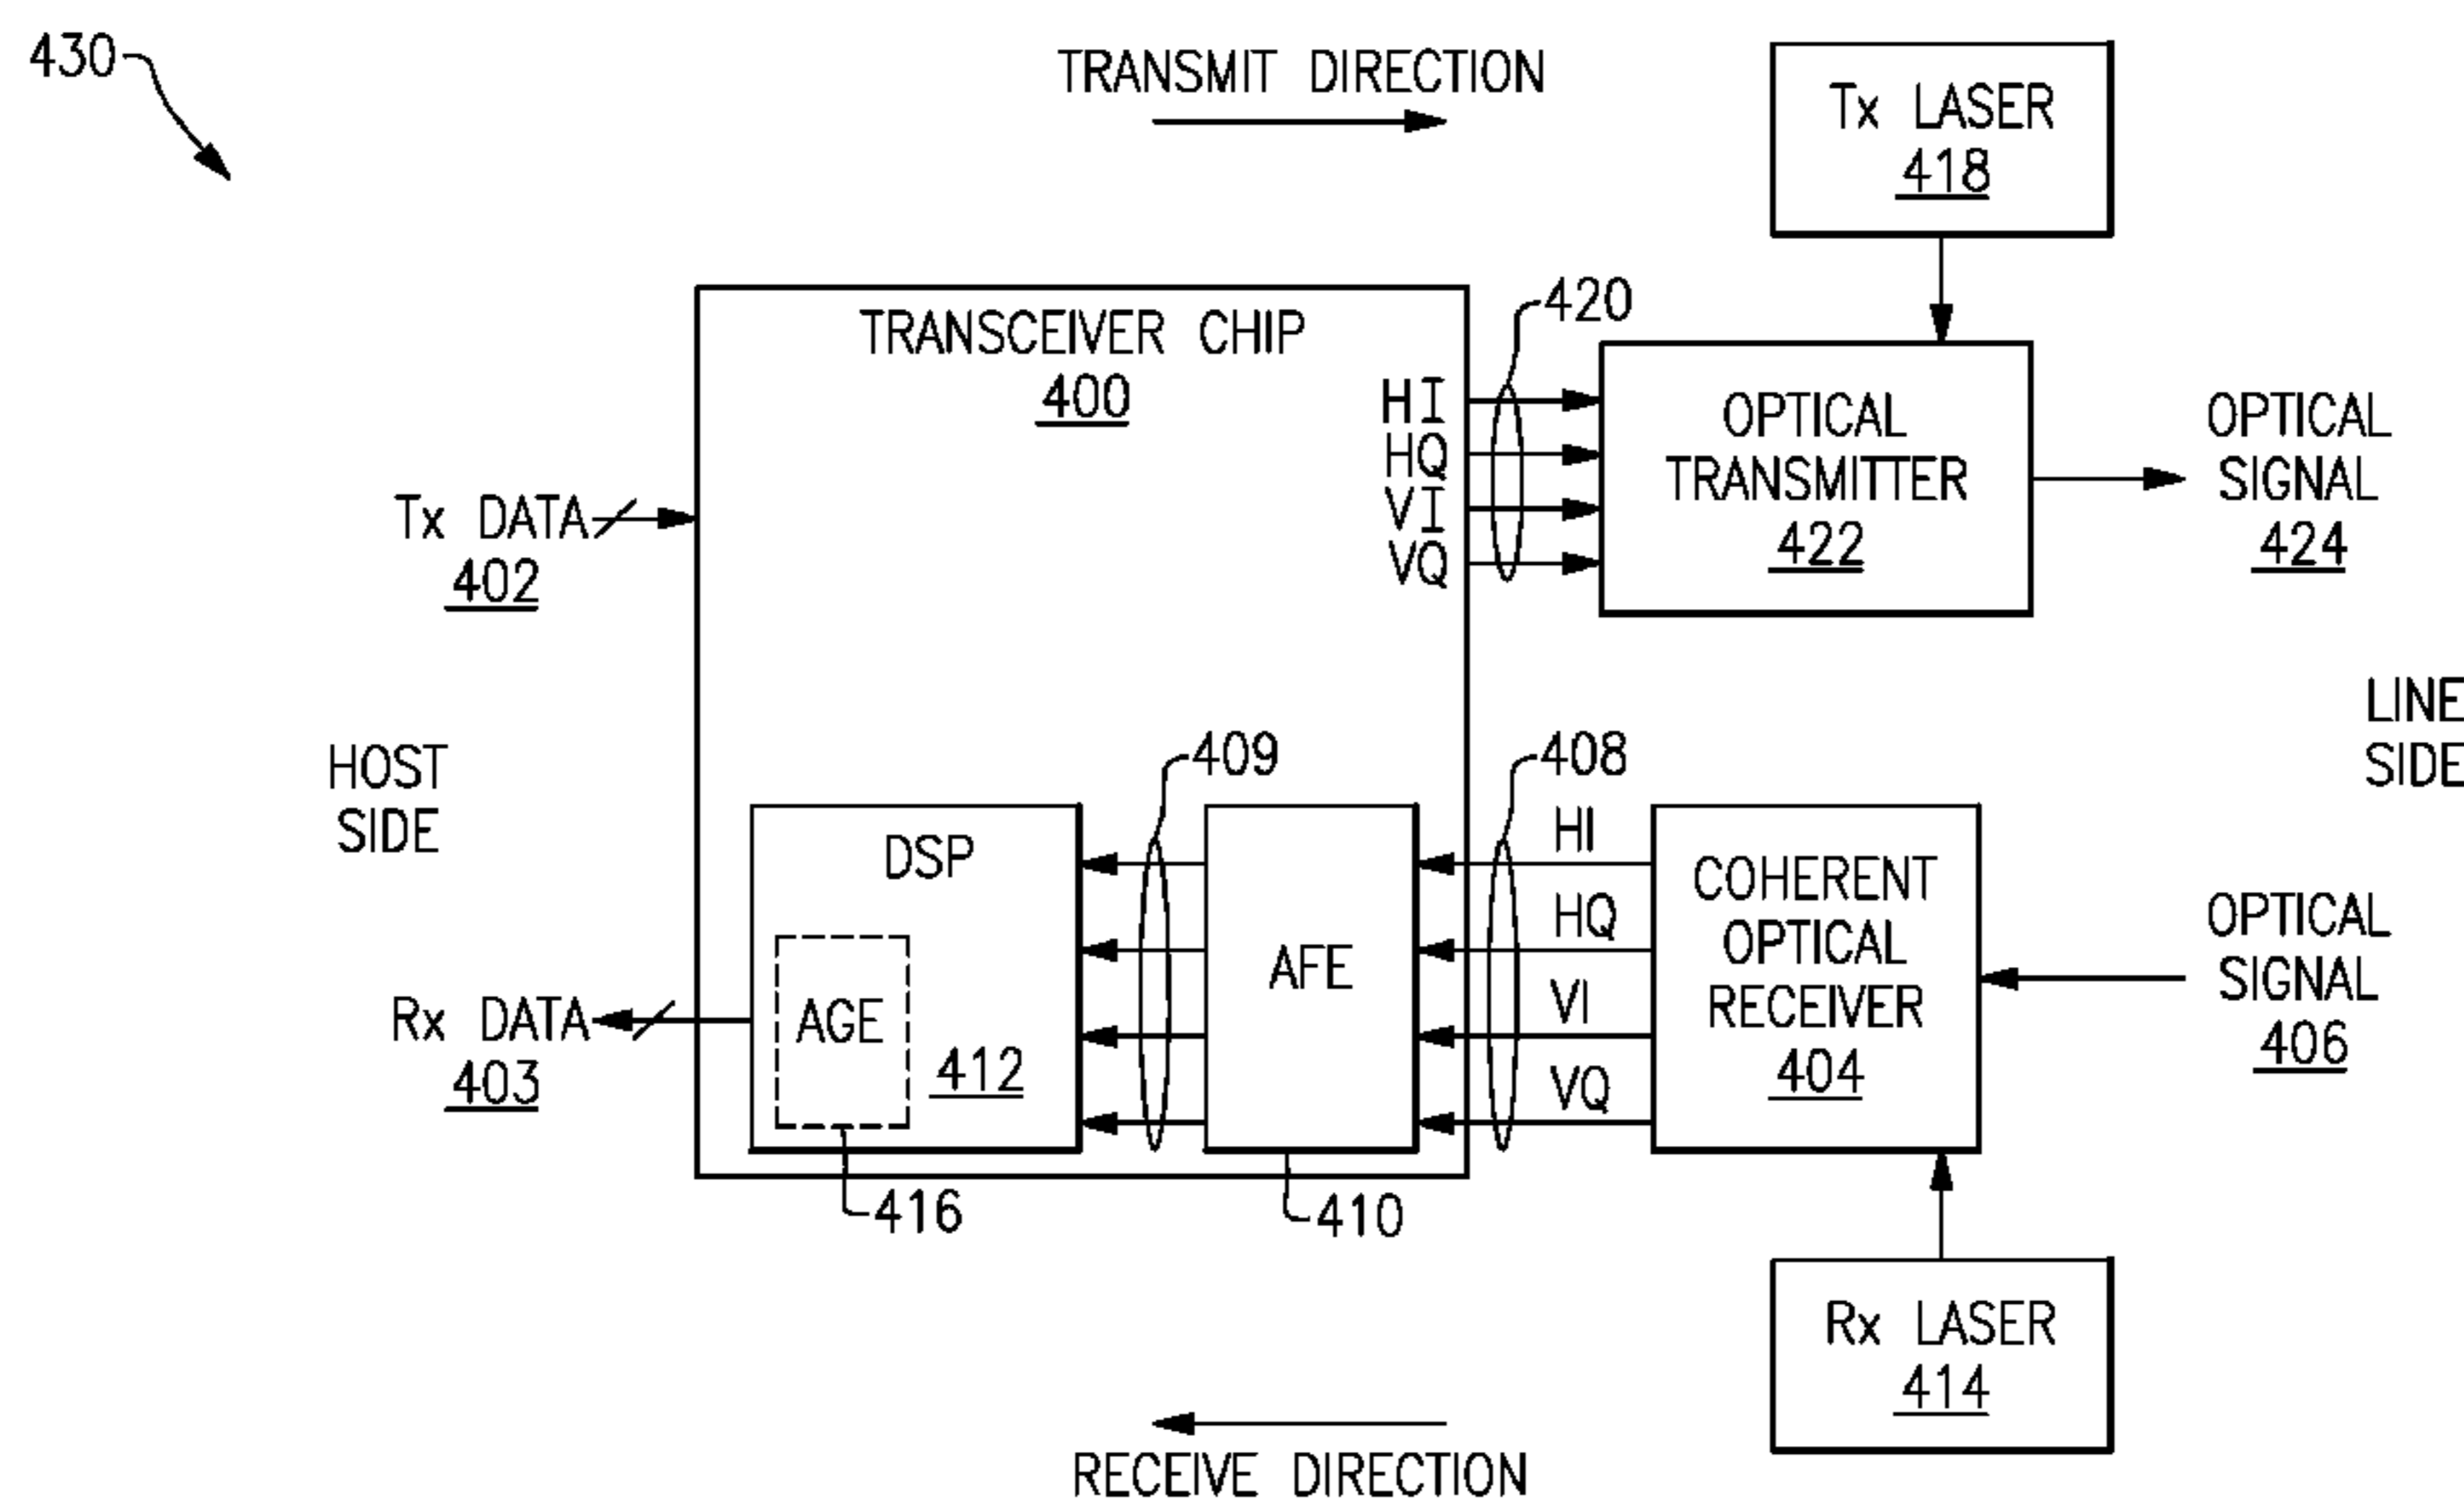 430
TRANSMIT DIRECTION
Tx LASER
418
TRANSCEIVER CHIP
400
420
HI
HQ
VI
VQ
OPTICAL
TRANSMITTER
422
OPTICAL
SIGNAL
424
Tx DATA
402
HOST
SIDE
LINE
SIDE
409
408
DSP
AGE
412
416
AFE
410
HI
HQ
VI
VQ
COHERENT
OPTICAL
RECEIVER
404
OPTICAL
SIGNAL
406
Rx DATA
403
Rx LASER
414
RECEIVE DIRECTION